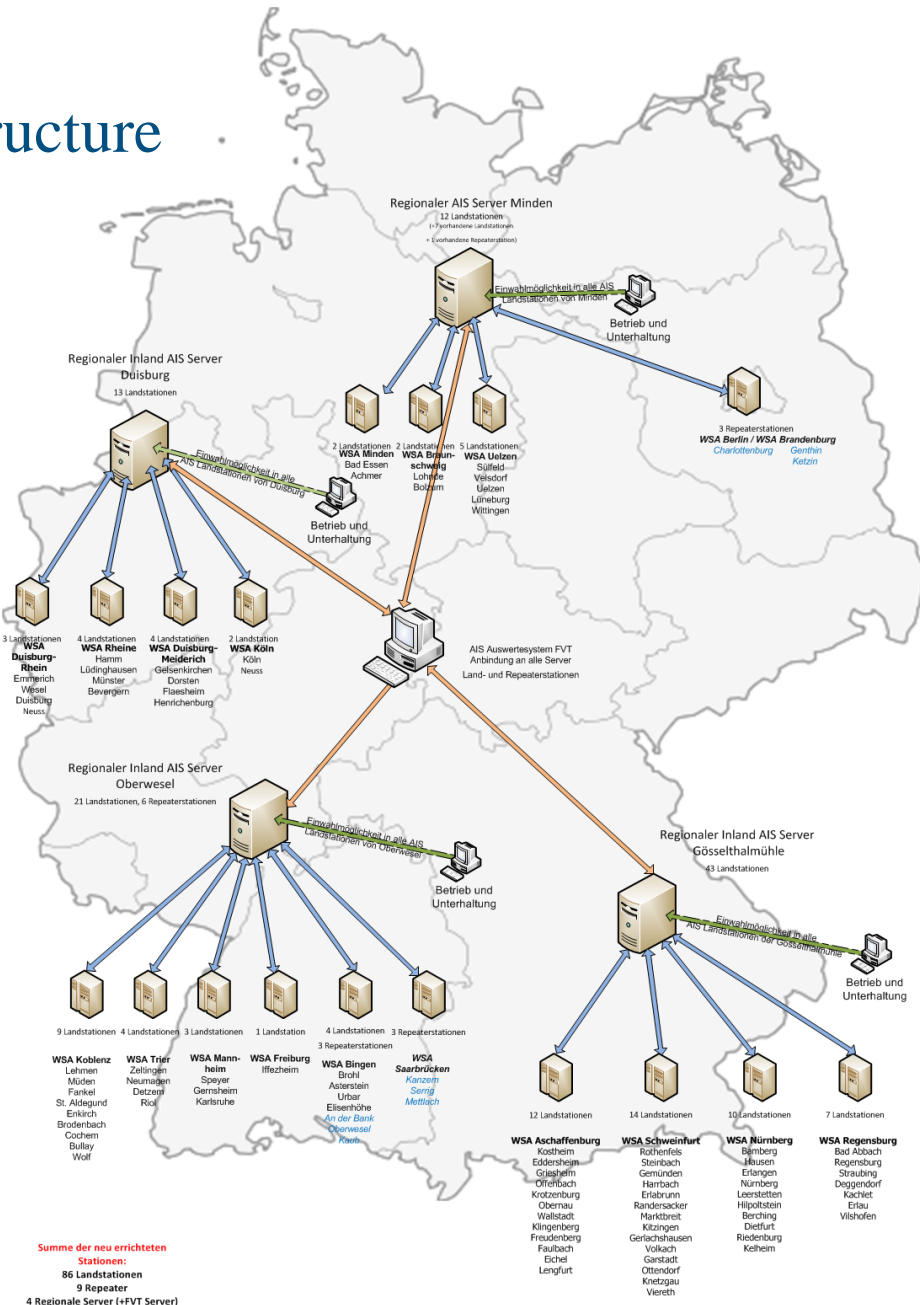 ructure
Regionaler AIS Server Minden
12 Landstationen
(+7 vorhandene Landstationen
+ 1 vorhandene Repeaterstation)
Einwahlmöglichkeit in alle AIS
Landstationen von Minden
Betrieb und
Unterhaltung
Regionaler Inland AIS Server
Duisburg
13 Landstationen
Einwahlmöglichkeit in alle
AIS Landstationen von Duisburg
Betrieb und
Unterhaltung
2 Landstationen
WSA Minden
Bad Essen
Achmer
2 Landstationen
WSA Braun-
schweig
Lohnde
Bolzum
5 Landstationen
WSA Uelzen
Sülfeld
Velsdorf
Uelzen
Lüneburg
Wittingen
3 Repeaterstationen
WSA Berlin / WSA Brandenburg
Charlottenburg Genthin
Ketzin
3 Landstationen
WSA
Duisburg-
Rhein
Emmerich
Wesel
Duisburg
Neuss
4 Landstationen
WSA Rheine
Hamm
Lüdinghausen
Münster
Bevergern
4 Landstationen
WSA Duisburg-
Meiderich
Gelsenkirchen
Dorsten
Flaesheim
Henrichenburg
2 Landstation
WSA Köln
Köln
Neuss
AIS Auswertesystem FVT
Anbindung an alle Server
Land- und Repeaterstationen
Regionaler Inland AIS Server
Oberwesel
21 Landstationen, 6 Repeaterstationen
Einwahlmöglichkeit in alle AIS
Landstationen von Oberwesel
Betrieb und
Unterhaltung
Regionaler Inland AIS Server
Gösselthalmühle
43 Landstationen
Einwahlmöglichkeit in alle
AIS Landstationen der Gösselthalmühle
Betrieb und
Unterhaltung
9 Landstationen
WSA Koblenz
Lehmen
Müden
Fankel
St. Aldegund
Enkirch
Brodenbach
Cochem
Bullay
Wolf
4 Landstationen
WSA Trier
Zeltingen
Neumagen
Detzem
Riol
3 Landstationen
WSA Mann-
heim
Speyer
Gernsheim
Karlsruhe
1 Landstation
WSA Freiburg
Iffezheim
4 Landstationen
3 Repeaterstationen
WSA Bingen
Brohl
Asterstein
Urbar
Elisenhöhe
An der Bank
Oberwesel
Kaub
3 Repeaterstationen
WSA
Saarbrücken
Kanzem
Serrig
Mettlach
12 Landstationen
WSA Aschaffenburg
Kostheim
Eddersheim
Griesheim
Offenbach
Krotzenburg
Obernau
Wallstadt
Klingenberg
Freudenberg
Faulbach
Eichel
Lengfurt
14 Landstationen
WSA Schweinfurt
Rothenfels
Steinbach
Gemünden
Harrbach
Erlabrunn
Randersacker
Marktbreit
Kitzingen
Gerlachshausen
Volkach
Garstadt
Ottendorf
Knetzgau
Viereth
10 Landstationen
WSA Nürnberg
Bamberg
Hausen
Erlangen
Nürnberg
Leerstetten
Hilpoltstein
Berching
Dietfurt
Riedenburg
Kelheim
7 Landstationen
WSA Regensburg
Bad Abbach
Regensburg
Straubing
Deggendorf
Kachlet
Erlau
Vilshofen
Summe der neu errichteten
Stationen:
86 Landstationen
9 Repeater
4 Regionale Server (+FVT Server)